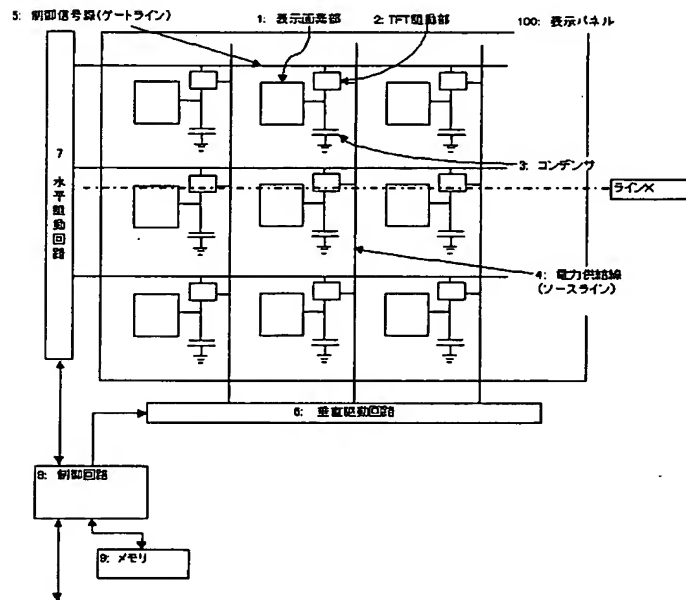 5: 制御信号線(ゲートライン)
1: 表示画素部
2: TFT駆動部
100: 表示パネル
7 水平駆動回路
3: コンデンサ
ラインX
4: 電力供給線
(ソースライン)
6: 垂直駆動回路
8: 制御回路
9: メモリ